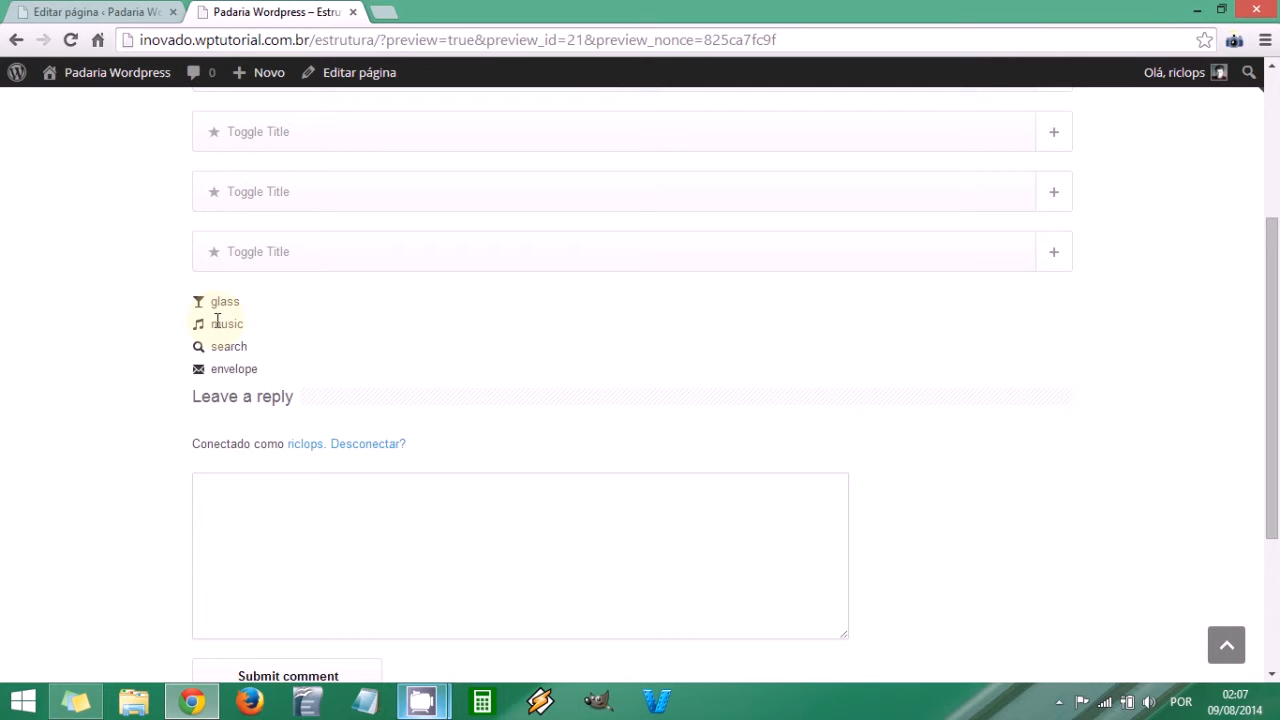 Editar página ‹ Padaria Wo
Padaria Wordpress – Estru
inovado.wptutorial.com.br/estrutura/?preview=true&preview_id=21&preview_nonce=825ca7fc9f
Padaria Wordpress 0 Novo Editar página Olá, riclops
Toggle Title
Toggle Title
Toggle Title
glass
music
search
envelope
Leave a reply
Conectado como riclops. Desconectar?
Submit comment
POR
02:07
09/08/2014